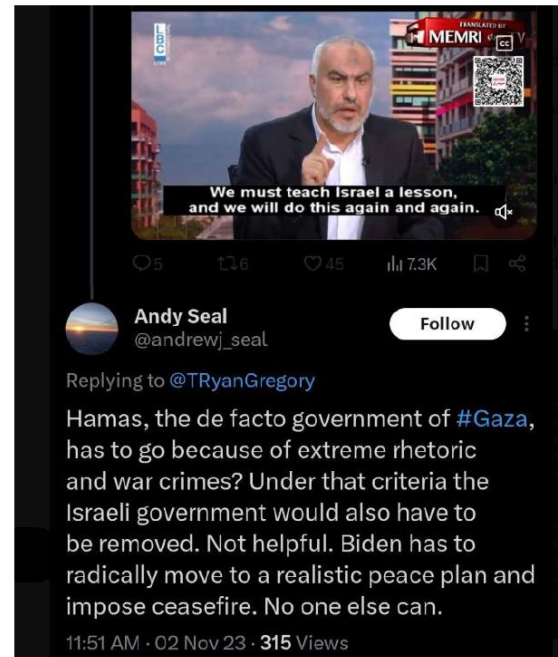 LBC
TRANSLATED BY
MEMRI TV
CC
We must teach Israel a lesson,
and we will do this again and again.
5 6 45 7.3K
Andy Seal
@andrewj_seal
Follow
Replying to @TRyanGregory
Hamas, the de facto government of #Gaza,
has to go because of extreme rhetoric
and war crimes? Under that criteria the
Israeli government would also have to
be removed. Not helpful. Biden has to
radically move to a realistic peace plan and
impose ceasefire. No one else can.
11:51 AM · 02 Nov 23 · 315 Views